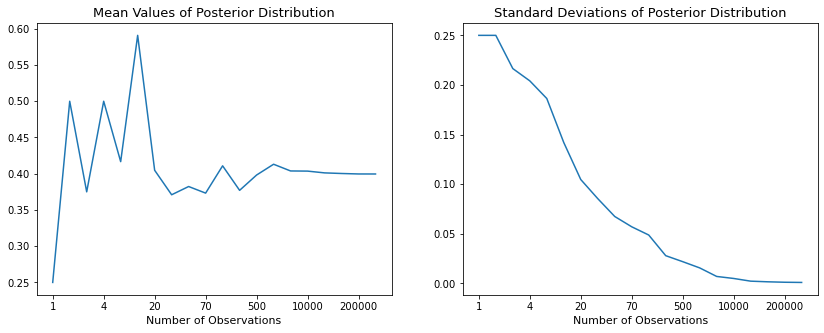 Mean Values of Posterior Distribution
0.60
0.55
0.50
0.45
0.40
0.35
0.30
0.25
1 4 20 70 500 10000 200000
Number of Observations
Standard Deviations of Posterior Distribution
0.25
0.20
0.15
0.10
0.05
0.00
1 4 20 70 500 10000 200000
Number of Observations